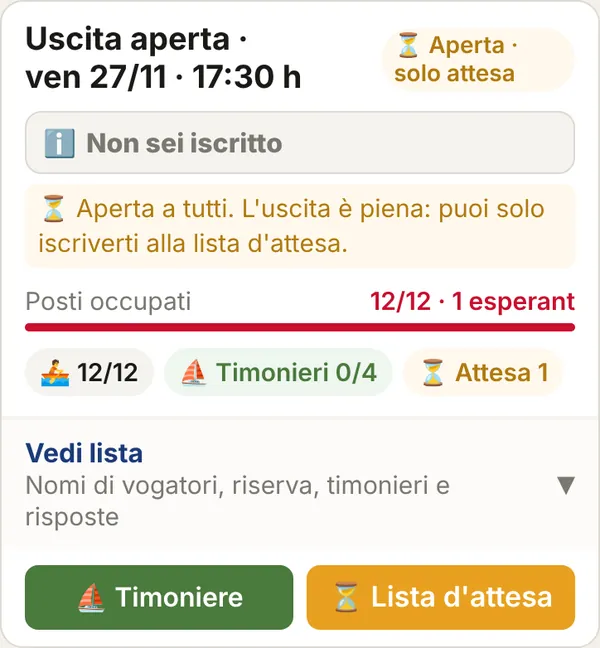 Uscita aperta ·
ven 27/11 · 17:30 h
⏳ Aperta ·
solo attesa
ℹ️ Non sei iscritto
⏳ Aperta a tutti. L'uscita è piena: puoi solo
iscriverti alla lista d'attesa.
Posti occupati
12/12 · 1 esperant
🚣 12/12
⛵ Timonieri 0/4
⏳ Attesa 1
Vedi lista
Nomi di vogatori, riserva, timonieri e
risposte
▼
⛵ Timoniere
⏳ Lista d'attesa